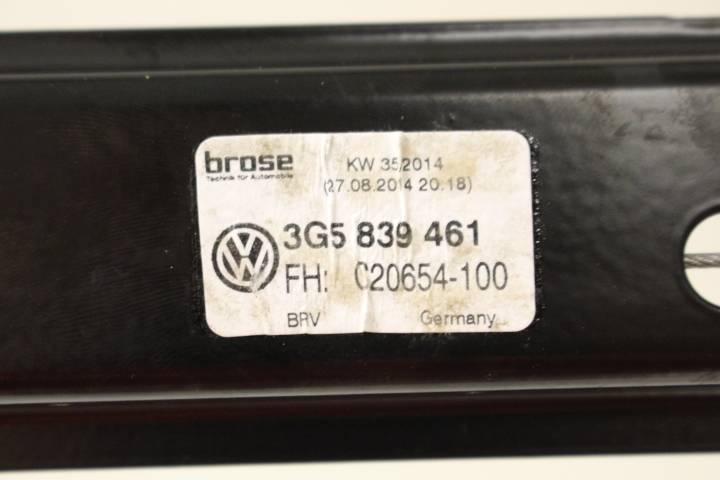 brose
Technik für Automobile
KW 35/2014
(27.08.2014 20.18)
3G5 839 461
FH: C20654-100
BRV Germany